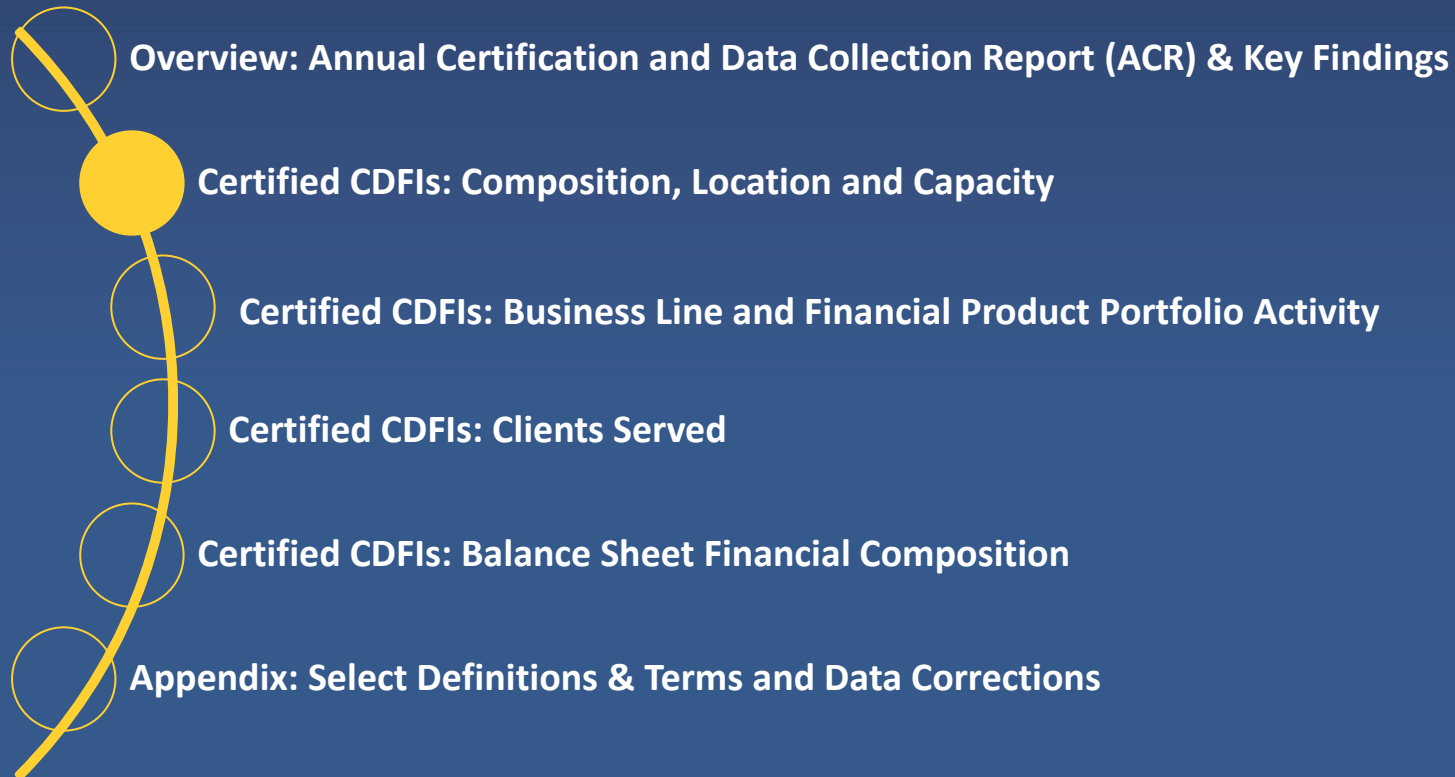 Overview: Annual Certification and Data Collection Report (ACR) & Key Findings
Certified CDFIs: Composition, Location and Capacity
Certified CDFIs: Business Line and Financial Product Portfolio Activity
Certified CDFIs: Clients Served
Certified CDFIs: Balance Sheet Financial Composition
Appendix: Select Definitions & Terms and Data Corrections